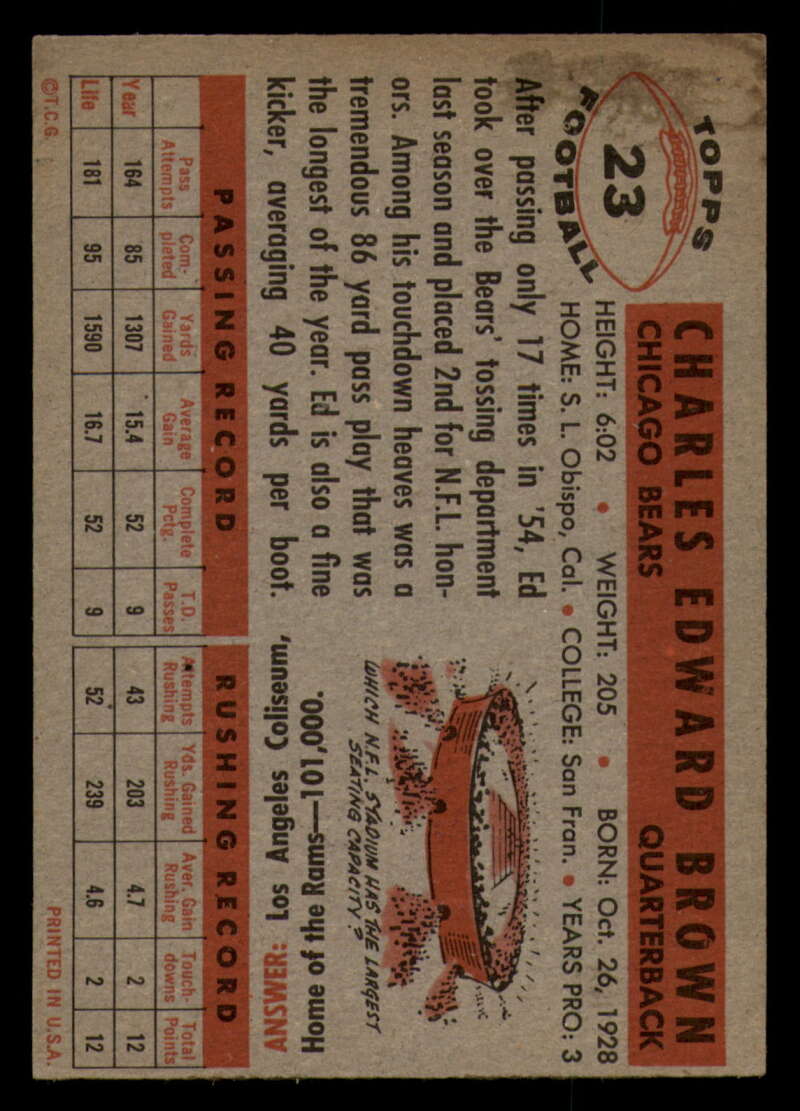 TOPPS
23
FOOTBALL
CHARLES EDWARD BROWN
CHICAGO BEARS QUARTERBACK
HEIGHT: 6:02 • WEIGHT: 205 • BORN: Oct. 26, 1928
HOME: S. L. Obispo, Cal. • COLLEGE: San Fran. • YEARS PRO: 3
After passing only 17 times in '54, Ed
took over the Bears' tossing department
last season and placed 2nd for N.F.L. hon-
ors. Among his touchdown heaves was a
tremendous 86 yard pass play that was
the longest of the year. Ed is also a fine
kicker, averaging 40 yards per boot.
WHICH N.F.L. STADIUM HAS THE LARGEST
SEATING CAPACITY?
ANSWER: Los Angeles Coliseum,
Home of the Rams—101,000.
PASSING RECORD
RUSHING RECORD
Pass Attempts Com-pleted Yards Gained Average Gain Complete Pctg. T.D. Passes Attempts Rushing Yds. Gained Rushing Aver. Gain Rushing Touch-downs Total Points
Year 164 85 1307 15.4 52 9 43 203 4.7 2 12
Life 181 95 1590 16.7 52 9 52 239 4.6 2 12
©T.C.G. PRINTED IN U.S.A.